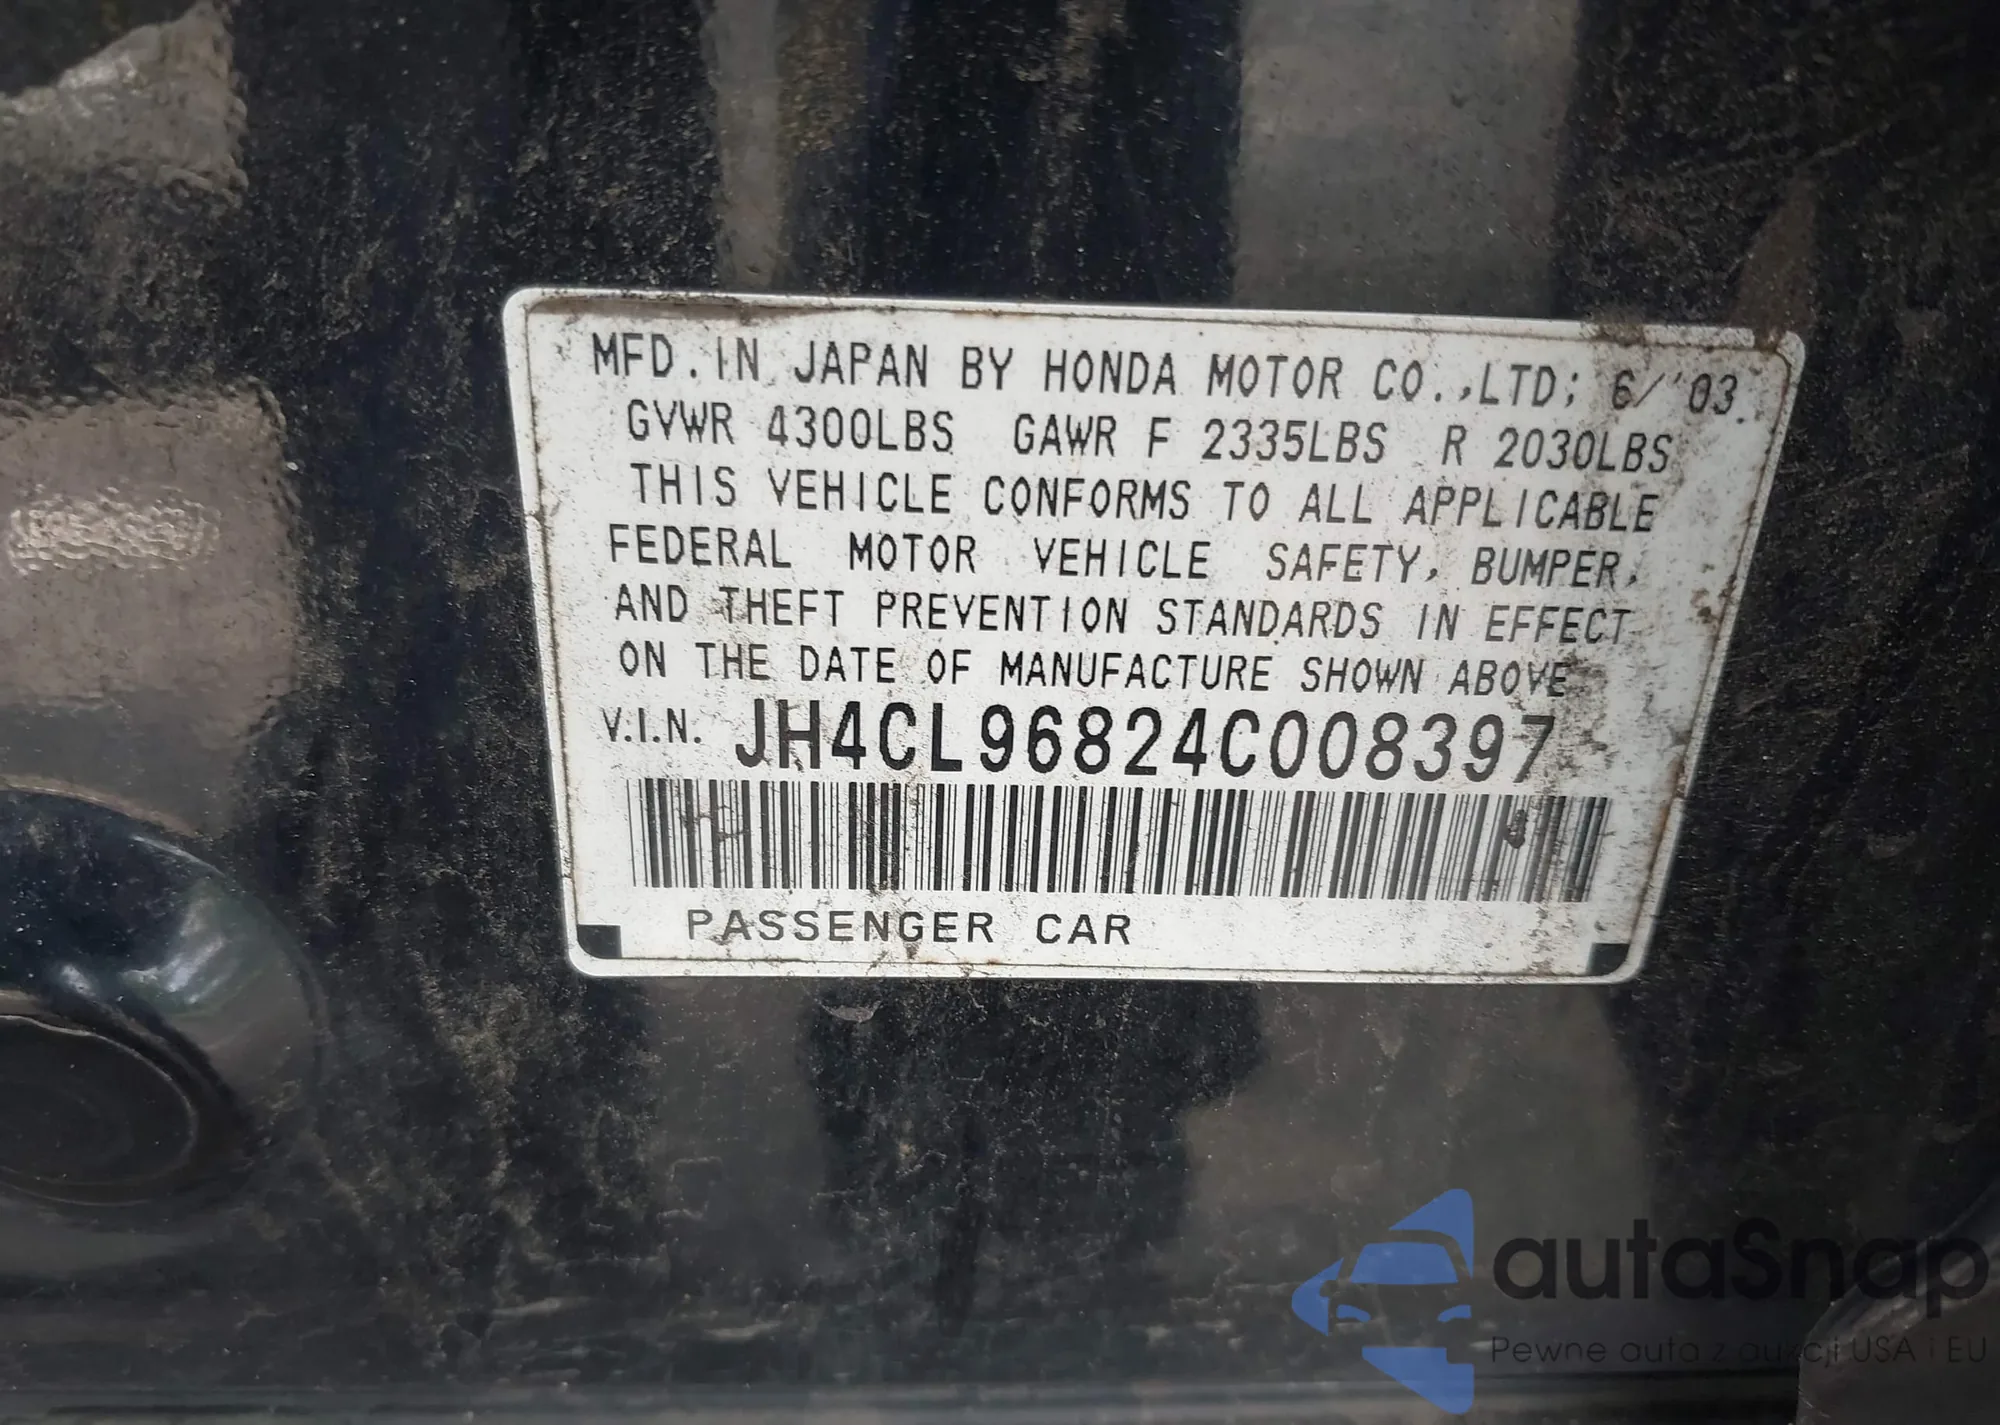 MFD. IN JAPAN BY HONDA MOTOR CO.,LTD; 6/'03
GVWR 4300LBS GAWR F 2335LBS R 2030LBS
THIS VEHICLE CONFORMS TO ALL APPLICABLE
FEDERAL MOTOR VEHICLE SAFETY, BUMPER,
AND THEFT PREVENTION STANDARDS IN EFFECT
ON THE DATE OF MANUFACTURE SHOWN ABOVE
V.I.N. JH4CL96824C008397
PASSENGER CAR
autaSnap
Pewne auta z aukcji USA i EU